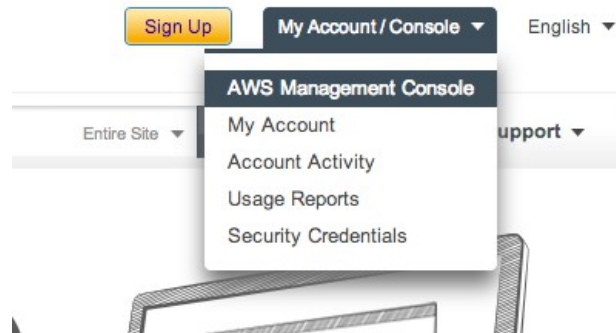 Sign Up
My Account / Console
English
AWS Management Console
My Account
Entire Site
upport
Account Activity
Usage Reports
Security Credentials